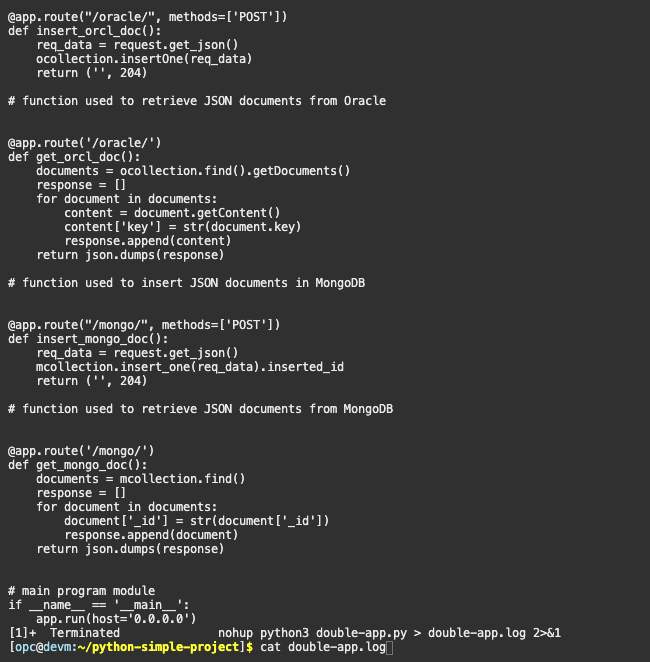 @app.route("/oracle/", methods=['POST'])
def insert_orcl_doc():
    req_data = request.get_json()
    ocollection.insertOne(req_data)
    return ('', 204)

# function used to retrieve JSON documents from Oracle

@app.route('/oracle/')
def get_orcl_doc():
    documents = ocollection.find().getDocuments()
    response = []
    for document in documents:
        content = document.getContent()
        content['key'] = str(document.key)
        response.append(content)
    return json.dumps(response)

# function used to insert JSON documents in MongoDB

@app.route("/mongo/", methods=['POST'])
def insert_mongo_doc():
    req_data = request.get_json()
    mcollection.insert_one(req_data).inserted_id
    return ('', 204)

# function used to retrieve JSON documents from MongoDB

@app.route('/mongo/')
def get_mongo_doc():
    documents = mcollection.find()
    response = []
    for document in documents:
        document['_id'] = str(document['_id'])
        response.append(document)
    return json.dumps(response)

# main program module
if __name__ == '__main__':
    app.run(host='0.0.0.0')
[1]+  Terminated              nohup python3 double-app.py > double-app.log 2>&1
[opc@devm:~/python-simple-project]$ cat double-app.log